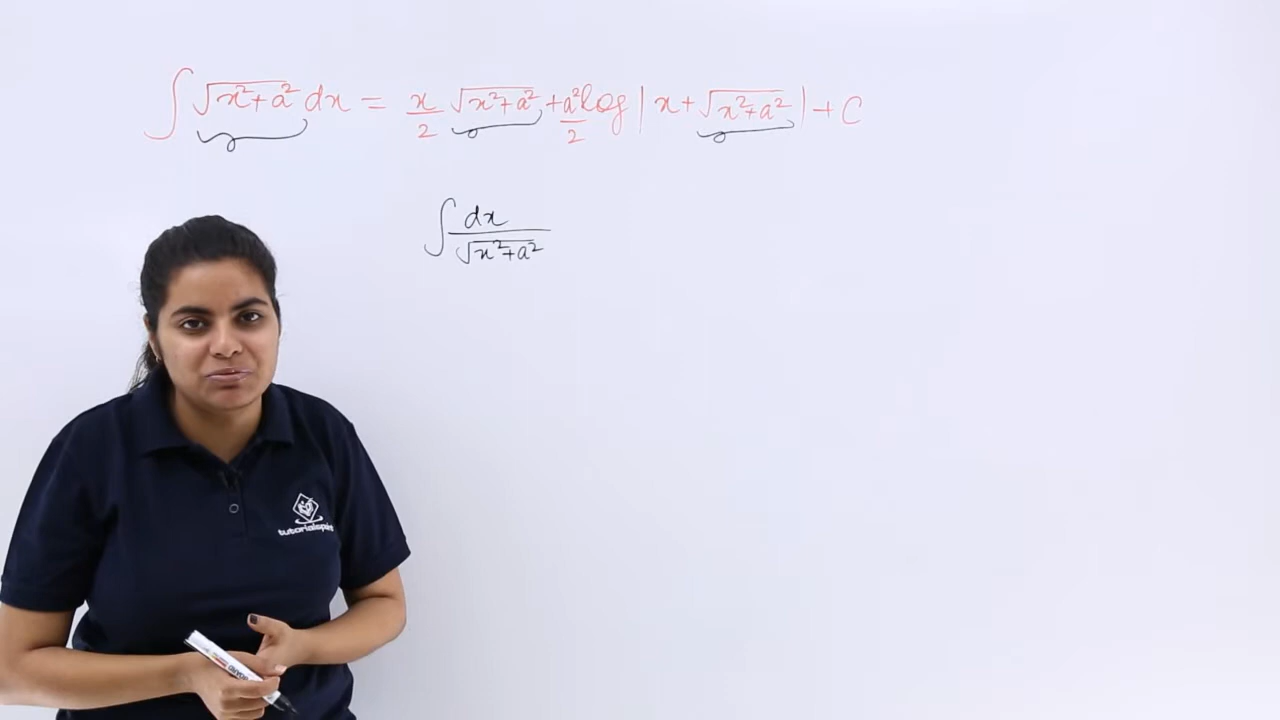 ∫ √x²+a² dx = x/2 √x²+a² + a²/2 log | x + √x²+a² | + C
∫ dx/√x²+a²
tutorialspoint